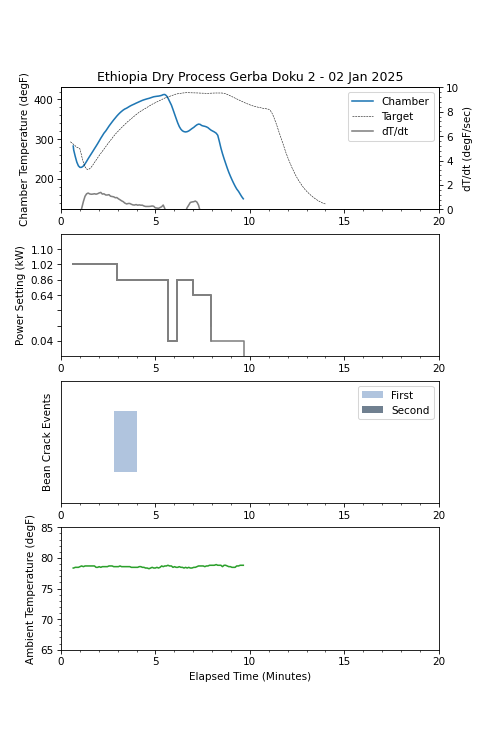 Ethiopia Dry Process Gerba Doku 2 - 02 Jan 2025
Chamber Temperature (degF)
400
300
200
Chamber
Target
dT/dt
10
8
6
4
2
0
dT/dt (degF/sec)
0 5 10 15 20
Power Setting (kW)
1.10
1.02
0.86
0.64
0.04
0 5 10 15 20
Bean Crack Events
First
Second
0 5 10 15 20
Ambient Temperature (degF)
85
80
75
70
65
0 5 10 15 20
Elapsed Time (Minutes)